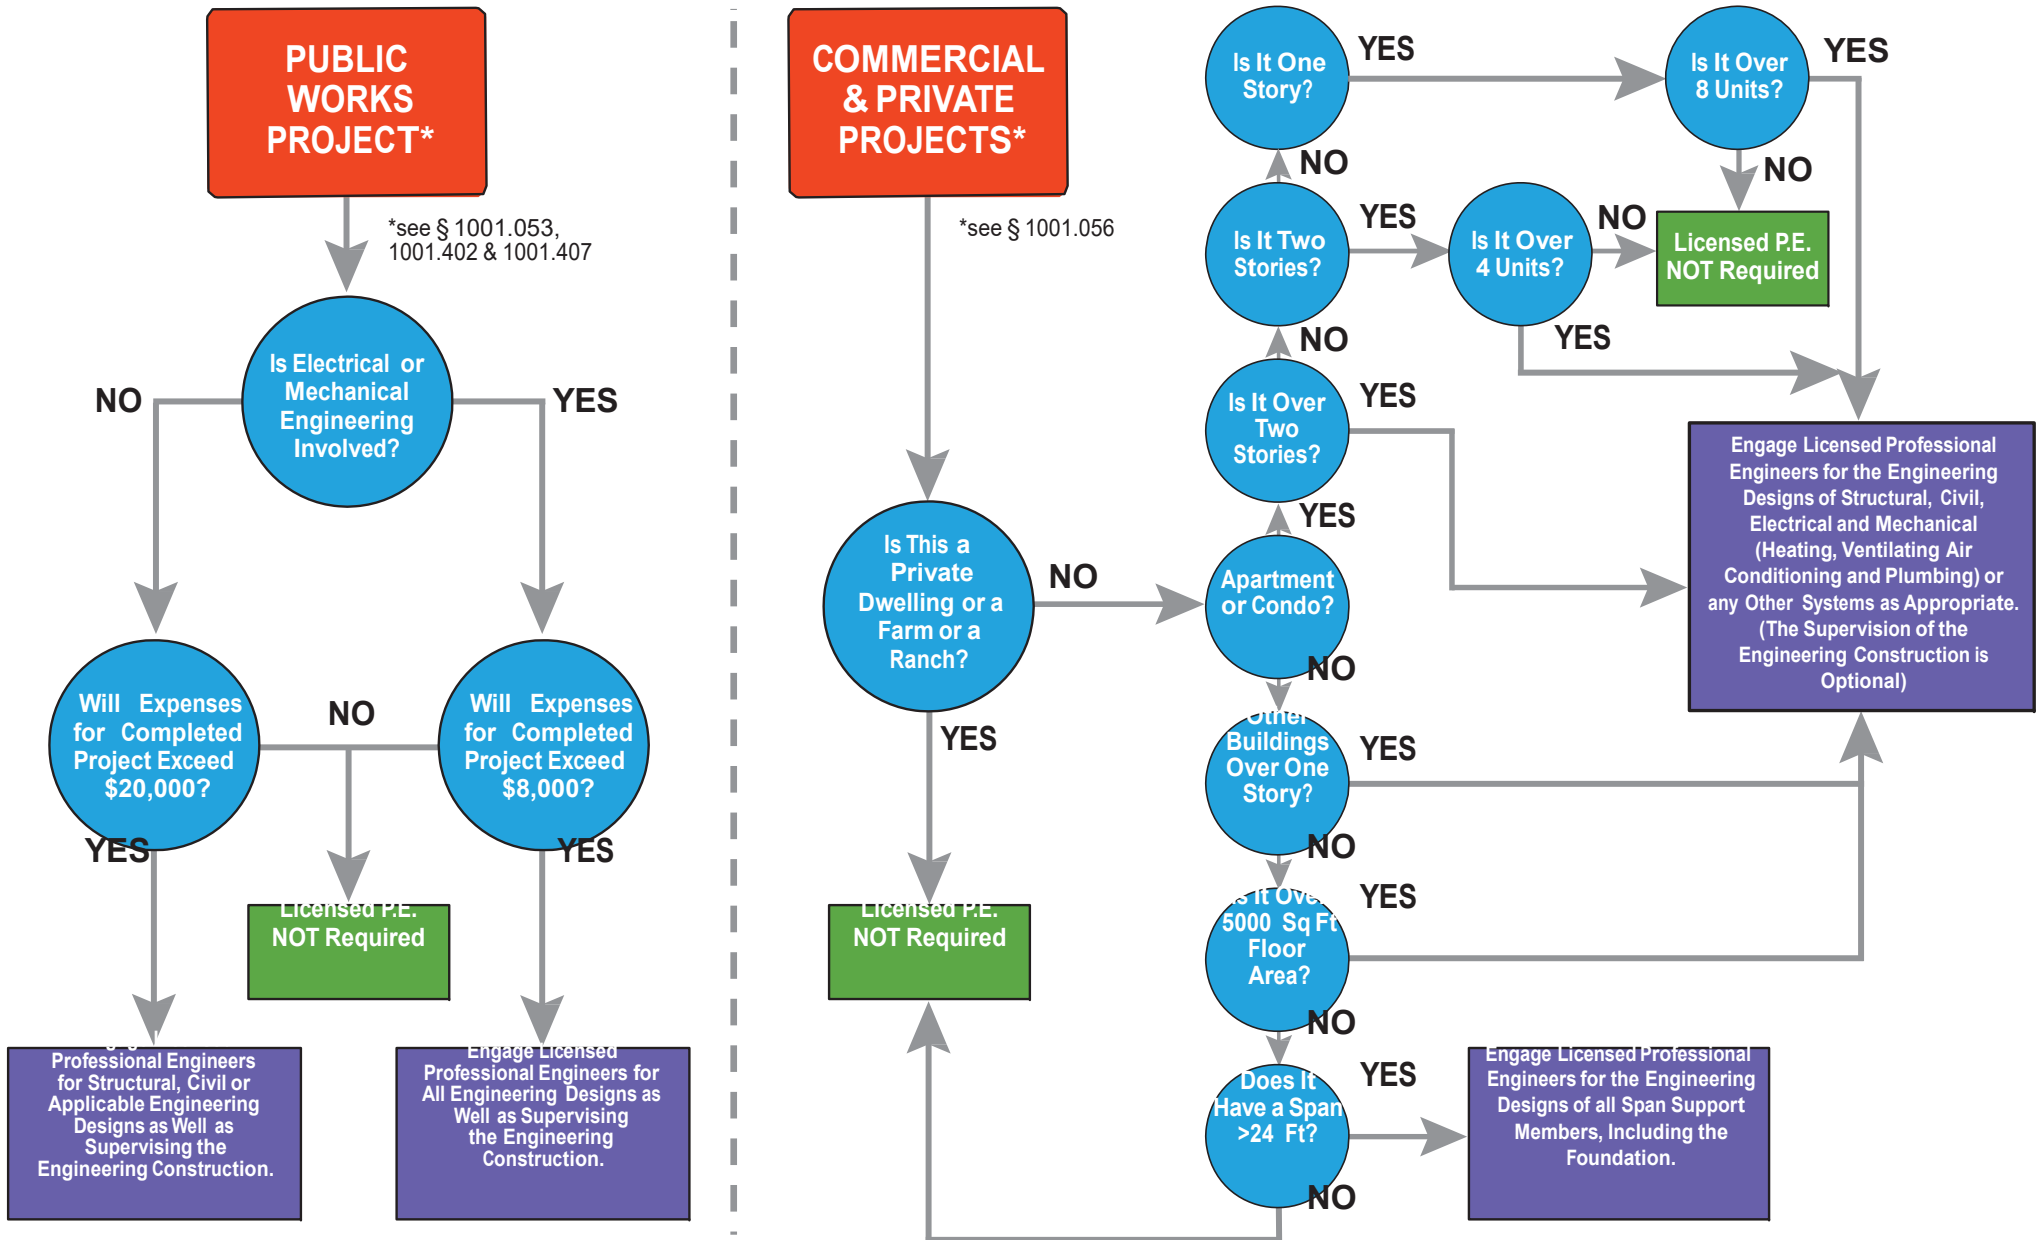 PUBLIC
WORKS
PROJECT*
*see § 1001.053,
1001.402 & 1001.407
Is Electrical or
Mechanical
Engineering
Involved?
NO
YES
Will Expenses
for Completed
Project Exceed
$20,000?
NO
Will Expenses
for Completed
Project Exceed
$8,000?
YES
YES
Licensed P.E.
NOT Required
Professional Engineers
for Structural, Civil or
Applicable Engineering
Designs as Well as
Supervising the
Engineering Construction.
Engage Licensed
Professional Engineers for
All Engineering Designs as
Well as Supervising
the Engineering
Construction.
COMMERCIAL
& PRIVATE
PROJECTS*
*see § 1001.056
Is This a
Private
Dwelling or a
Farm or a
Ranch?
NO
YES
Licensed P.E.
NOT Required
Is It One
Story?
YES
Is It Over
8 Units?
YES
NO
NO
Is It Two
Stories?
YES
Is It Over
4 Units?
NO
Licensed P.E.
NOT Required
YES
NO
Is It Over
Two
Stories?
YES
YES
Apartment
or Condo?
NO
Other
Buildings
Over One
Story?
YES
NO
Is It Over
5000 Sq Ft
Floor
Area?
YES
NO
Does It
Have a Span
>24 Ft?
YES
NO
Engage Licensed Professional
Engineers for the Engineering
Designs of Structural, Civil,
Electrical and Mechanical
(Heating, Ventilating Air
Conditioning and Plumbing) or
any Other Systems as Appropriate.
(The Supervision of the
Engineering Construction is
Optional)
Engage Licensed Professional
Engineers for the Engineering
Designs of all Span Support
Members, Including the
Foundation.